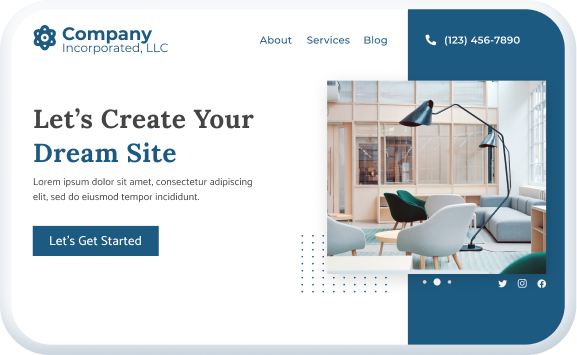 Company
Incorporated, LLC
About Services Blog
(123) 456-7890
Let's Create Your
Dream Site
Lorem ipsum dolor sit amet, consectetur adipiscing
elit, sed do eiusmod tempor incididunt.
Let's Get Started